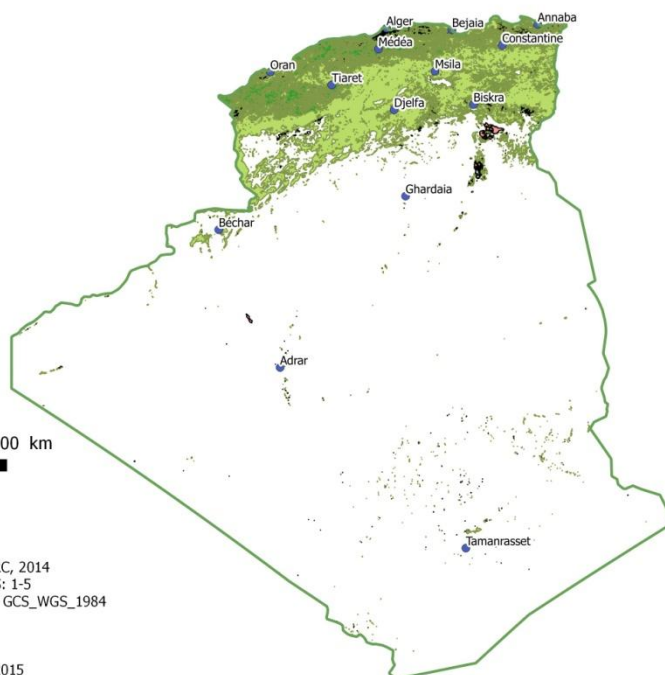 Alger
Bejaia
Annaba
Médéa
Constantine
Oran
Msila
Tiaret
Biskra
Djelfa
Ghardaia
Béchar
Adrar
00 km
Tamanrasset
C, 2014
: 1-5
GCS_WGS_1984
2015